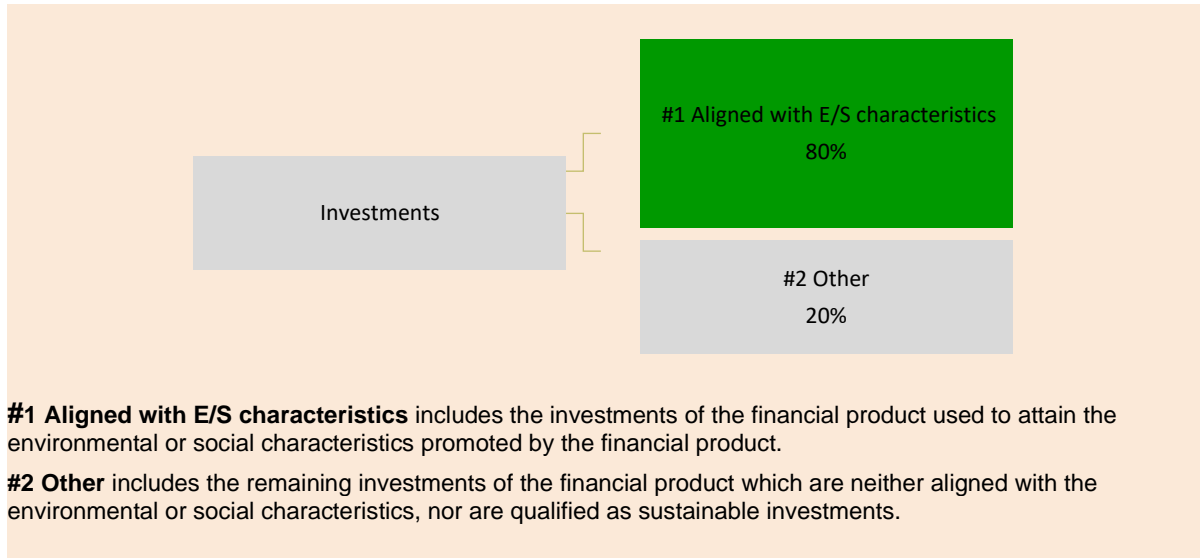 #1 Aligned with E/S characteristics
80%
Investments
#2 Other
20%
#1 Aligned with E/S characteristics includes the investments of the financial product used to attain the
environmental or social characteristics promoted by the financial product.
#2 Other includes the remaining investments of the financial product which are neither aligned with the
environmental or social characteristics, nor are qualified as sustainable investments.